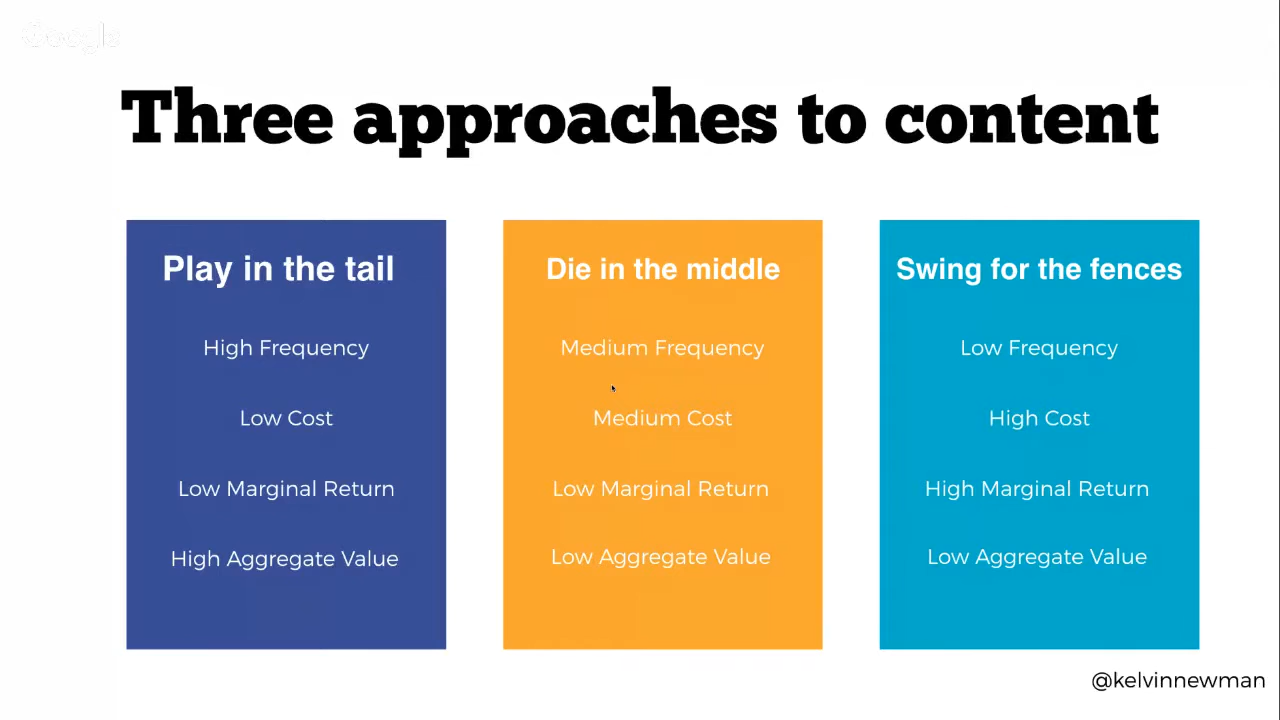 Google
Three approaches to content
Play in the tail
High Frequency
Low Cost
Low Marginal Return
High Aggregate Value
Die in the middle
Medium Frequency
Medium Cost
Low Marginal Return
Low Aggregate Value
Swing for the fences
Low Frequency
High Cost
High Marginal Return
Low Aggregate Value
@kelvinnewman